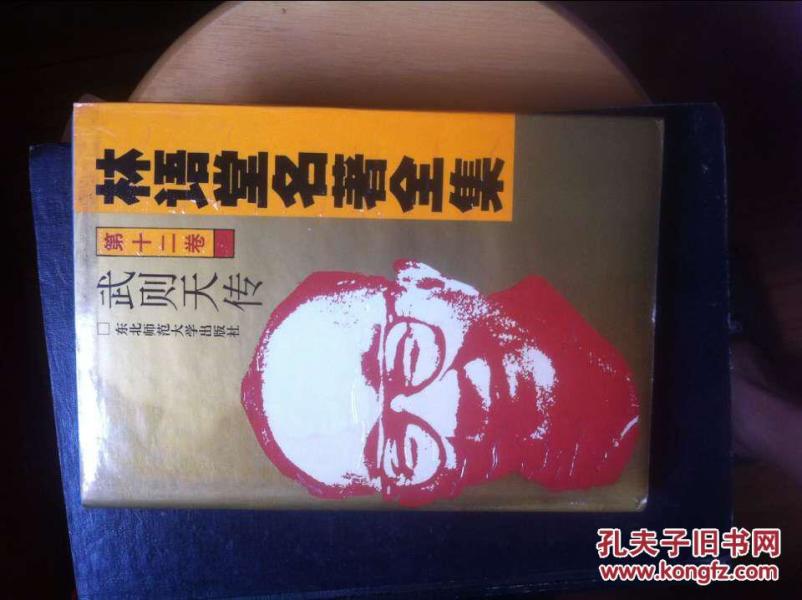 林语堂名著全集
第十二卷
武则天传
□东北师范大学出版社
孔夫子旧书网
www.kongfz.com